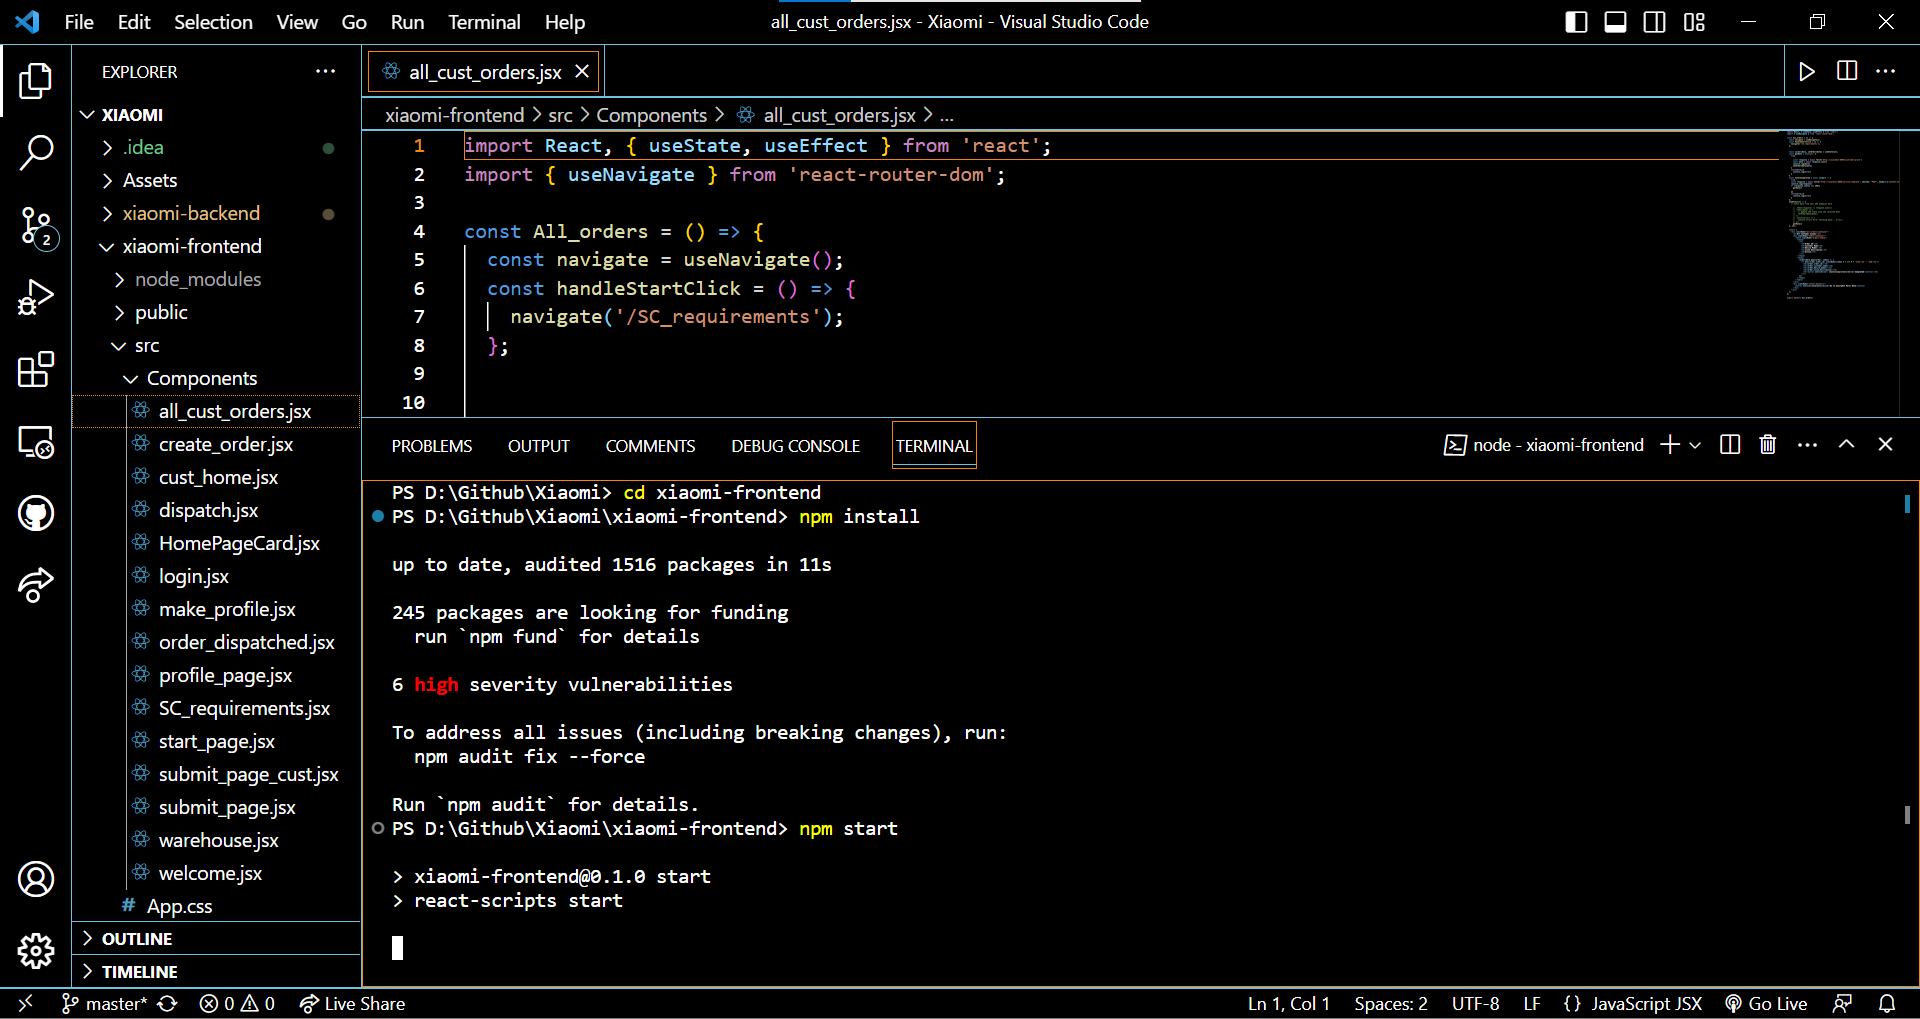 File Edit Selection View Go Run Terminal Help
all_cust_orders.jsx - Xiaomi - Visual Studio Code
EXPLORER
XIAOMI
.idea
Assets
xiaomi-backend
xiaomi-frontend
node_modules
public
src
Components
all_cust_orders.jsx
create_order.jsx
cust_home.jsx
dispatch.jsx
HomePageCard.jsx
login.jsx
make_profile.jsx
order_dispatched.jsx
profile_page.jsx
SC_requirements.jsx
start_page.jsx
submit_page_cust.jsx
submit_page.jsx
warehouse.jsx
welcome.jsx
# App.css
OUTLINE
TIMELINE
2
all_cust_orders.jsx
xiaomi-frontend > src > Components > all_cust_orders.jsx > ...
1 import React, { useState, useEffect } from 'react';
2 import { useNavigate } from 'react-router-dom';
3
4 const All_orders = () => {
5 const navigate = useNavigate();
6 const handleStartClick = () => {
7 navigate('/SC_requirements');
8 };
9
10
PROBLEMS OUTPUT COMMENTS DEBUG CONSOLE TERMINAL
node - xiaomi-frontend
PS D:\Github\Xiaomi> cd xiaomi-frontend
PS D:\Github\Xiaomi\xiaomi-frontend> npm install
up to date, audited 1516 packages in 11s
245 packages are looking for funding
run `npm fund` for details
6 high severity vulnerabilities
To address all issues (including breaking changes), run:
npm audit fix --force
Run `npm audit` for details.
PS D:\Github\Xiaomi\xiaomi-frontend> npm start
> xiaomi-frontend@0.1.0 start
> react-scripts start
master* 0 0 Live Share
Ln 1, Col 1 Spaces: 2 UTF-8 LF {} JavaScript JSX Go Live